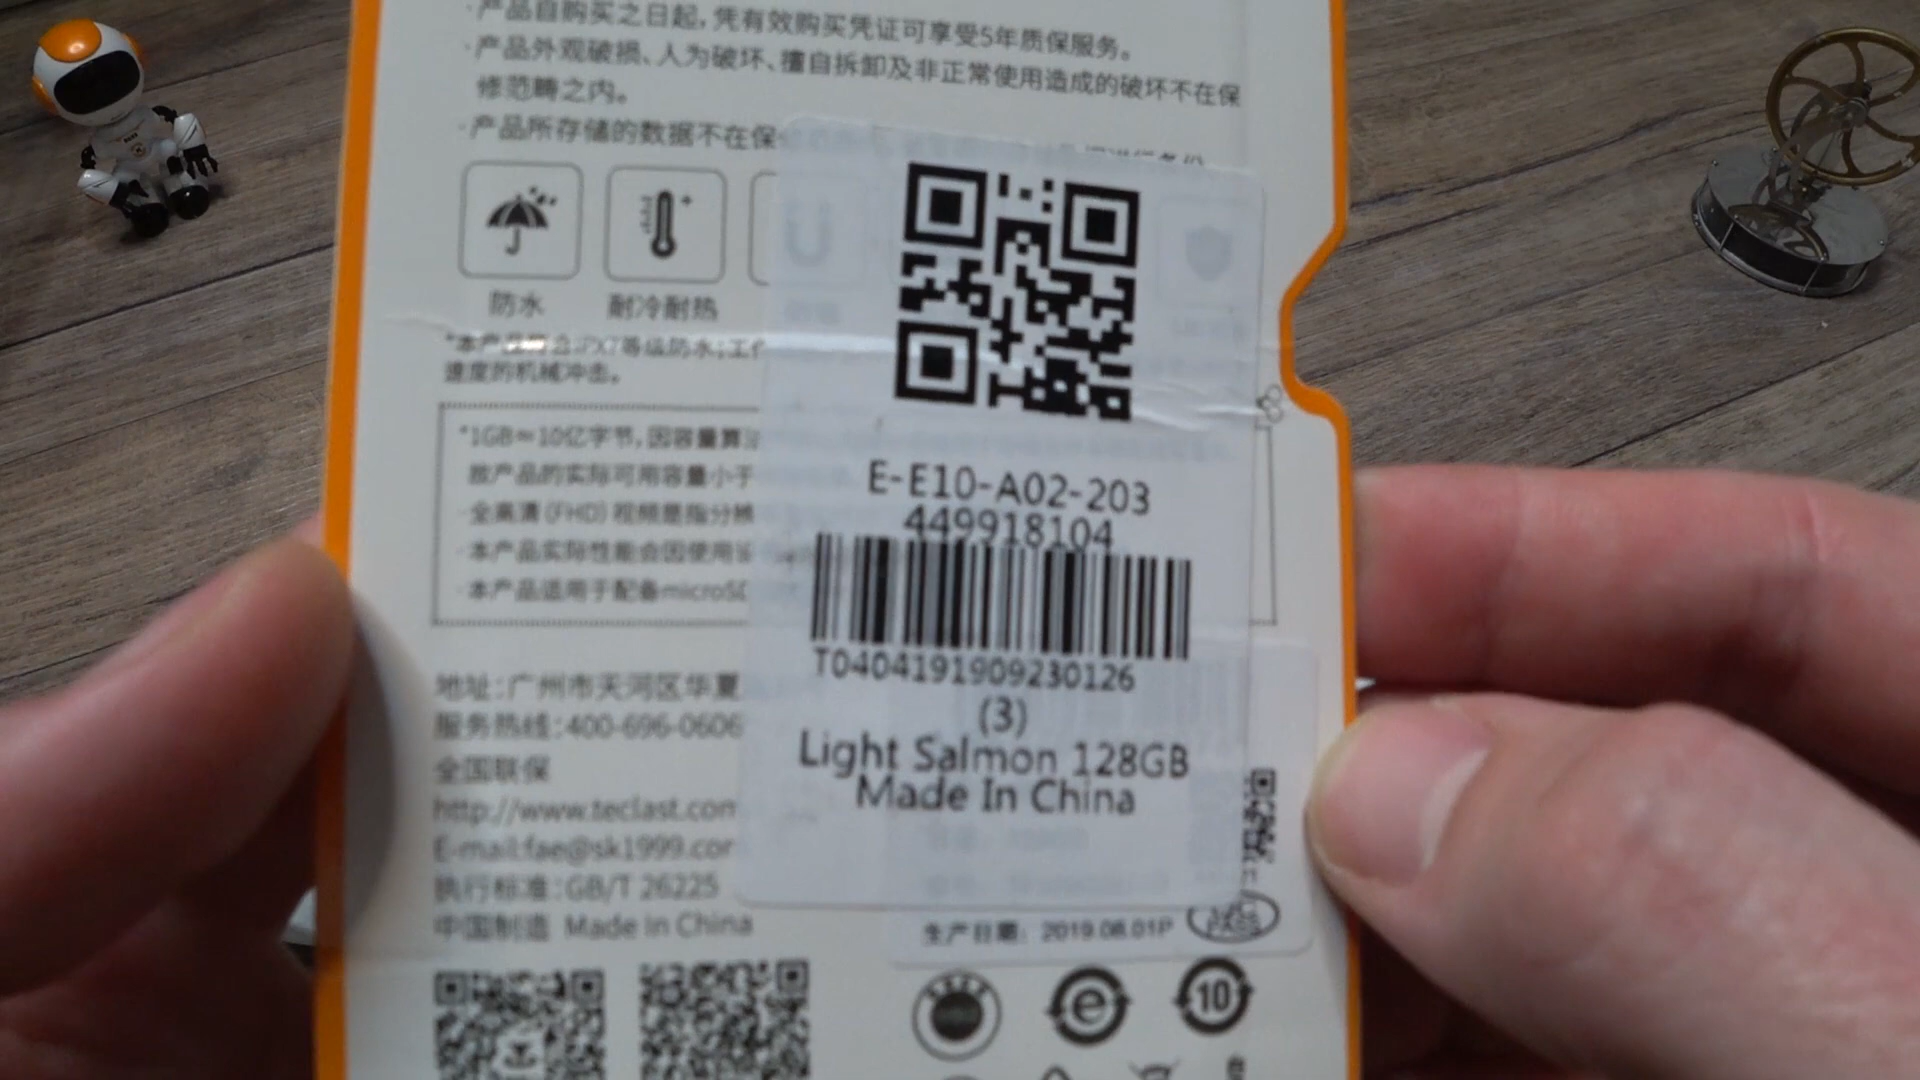 ·产品自购买之日起，凭有效购买凭证可享受5年质保服务。
·产品外观破损、人为破坏、擅自拆卸及非正常使用造成的破坏不在保
修范畴之内。
·产品所存储的数据不在保
防水
耐冷耐热
*本产品符合IPX7等级防水；工作
速度的机械冲击。
*1GB≈10亿字节，因容量算法
故产品的实际可用容量小于
·全高清（FHD）视频是指分辨
·本产品实际性能会因使用设
·本产品适用于配备microSD
E-E10-A02-203
449918104
T0404191909230126
(3)
Light Salmon 128GB
Made In China
地址：广州市天河区华夏
服务热线：400-696-0606
全国联保
http://www.teclast.com
E-mail:fae@sk1999.com
执行标准：GB/T 26225
中国制造 Made in China
生产日期：2019.08.01P
e
10